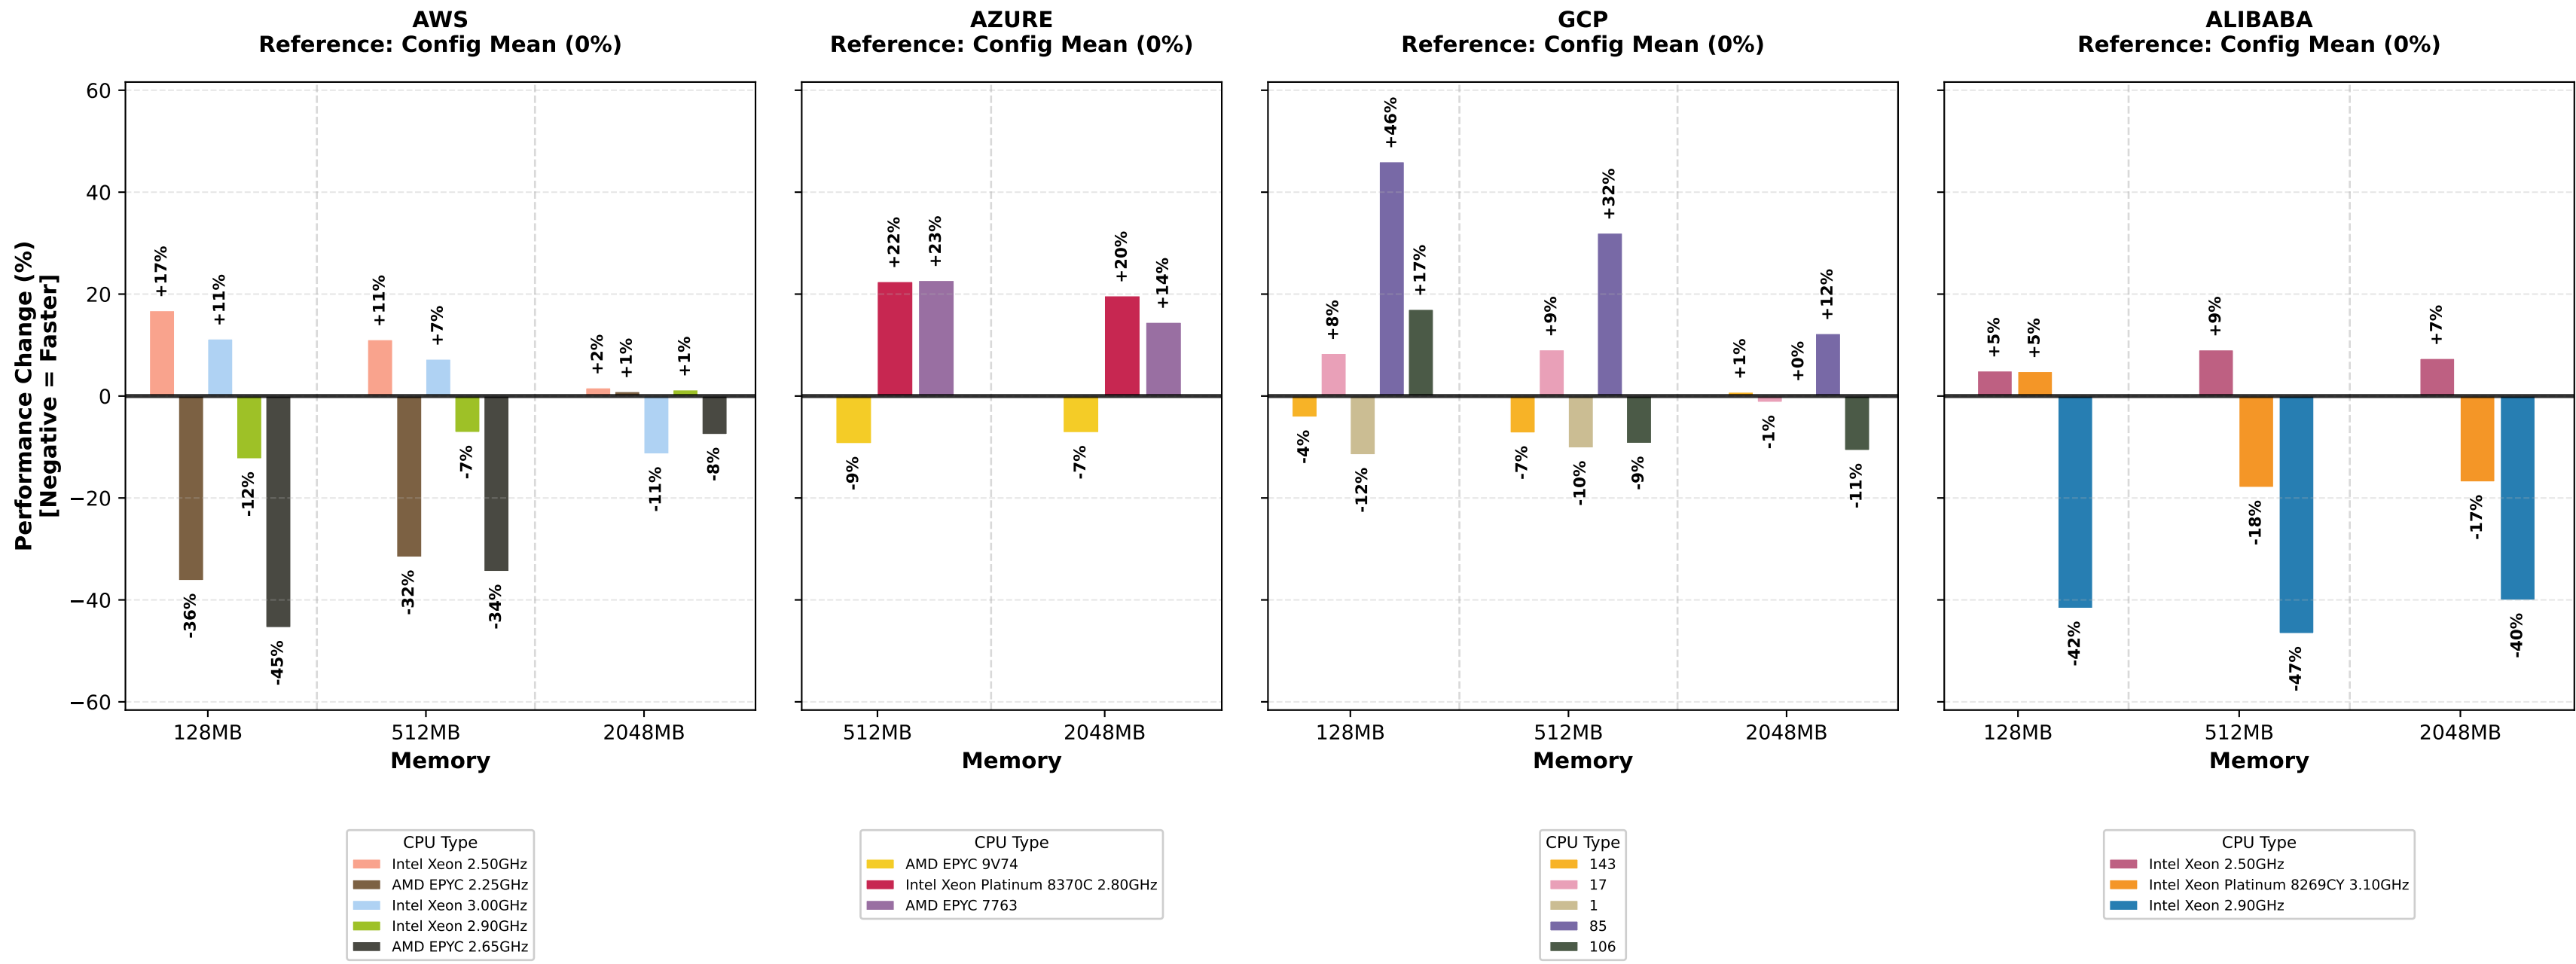 AWS
Reference: Config Mean (0%)
AZURE
Reference: Config Mean (0%)
GCP
Reference: Config Mean (0%)
ALIBABA
Reference: Config Mean (0%)
Performance Change (%)
[Negative = Faster]
60
40
20
0
−20
−40
−60
+17%
-36%
+11%
-12%
-45%
+11%
-32%
+7%
-7%
-34%
+2%
+1%
-11%
+1%
-8%
128MB
512MB
2048MB
Memory
-9%
+22%
+23%
-7%
+20%
+14%
512MB
2048MB
Memory
-4%
+8%
-12%
+46%
+17%
-7%
+9%
-10%
+32%
-9%
+1%
-1%
+0%
+12%
-11%
128MB
512MB
2048MB
Memory
+5%
+5%
-42%
+9%
-18%
-47%
+7%
-17%
-40%
128MB
512MB
2048MB
Memory
CPU Type
Intel Xeon 2.50GHz
AMD EPYC 2.25GHz
Intel Xeon 3.00GHz
Intel Xeon 2.90GHz
AMD EPYC 2.65GHz
CPU Type
AMD EPYC 9V74
Intel Xeon Platinum 8370C 2.80GHz
AMD EPYC 7763
CPU Type
143
17
1
85
106
CPU Type
Intel Xeon 2.50GHz
Intel Xeon Platinum 8269CY 3.10GHz
Intel Xeon 2.90GHz